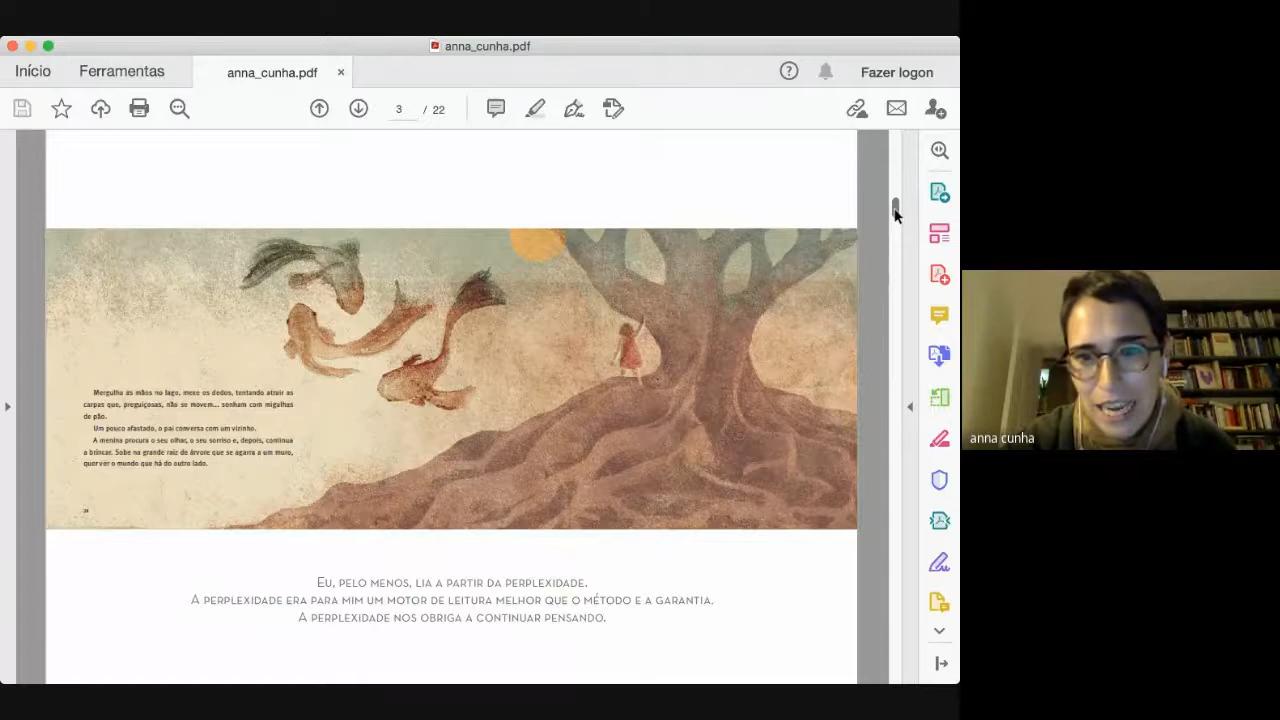 anna_cunha.pdf
Início
Ferramentas
anna_cunha.pdf
×
Fazer logon
3 / 22
Mergulha as mãos no lago, mexe os dedos, tentando atrair as
carpas que, preguiçosas, não se movem... sonham com migalhas
de pão.
Um pouco afastado, o pai conversa com um vizinho.
A menina procura o seu olhar, o seu sorriso e, depois, continua
a brincar. Sobe na grande raiz de árvore que se agarra a um muro,
quer ver o mundo que há do outro lado.
EU, PELO MENOS, LIA A PARTIR DA PERPLEXIDADE.
A PERPLEXIDADE ERA PARA MIM UM MOTOR DE LEITURA MELHOR QUE O MÉTODO E A GARANTIA.
A PERPLEXIDADE NOS OBRIGA A CONTINUAR PENSANDO.
anna cunha